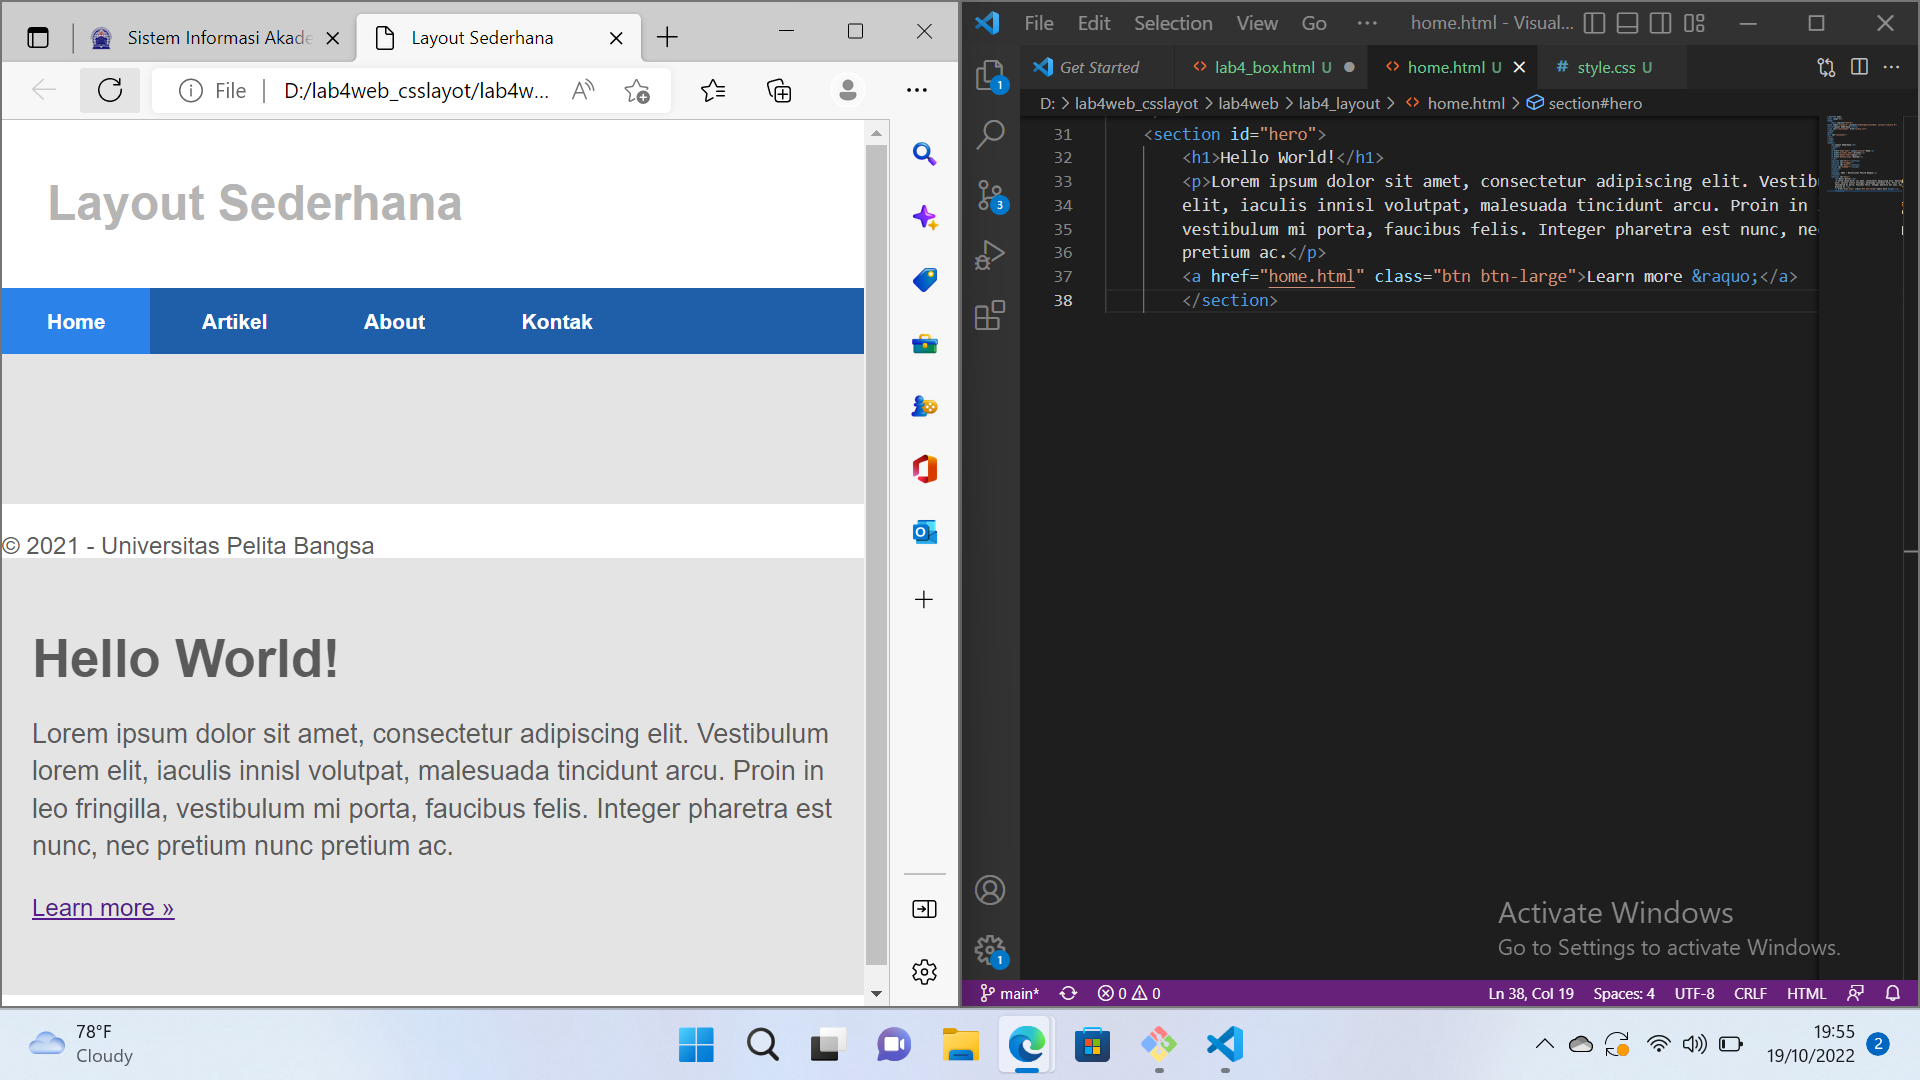 Sistem Informasi Akade
Layout Sederhana
File
D:/lab4web_csslayot/lab4w...
Layout Sederhana
Home Artikel About Kontak
© 2021 - Universitas Pelita Bangsa
Hello World!
Lorem ipsum dolor sit amet, consectetur adipiscing elit. Vestibulum
lorem elit, iaculis innisl volutpat, malesuada tincidunt arcu. Proin in
leo fringilla, vestibulum mi porta, faucibus felis. Integer pharetra est
nunc, nec pretium nunc pretium ac.
Learn more »
File Edit Selection View Go ··· home.html - Visual...
Get Started
lab4_box.html U
home.html U
# style.css U
D: > lab4web_csslayot > lab4web > lab4_layout > home.html > section#hero
31 <section id="hero">
32 <h1>Hello World!</h1>
33 <p>Lorem ipsum dolor sit amet, consectetur adipiscing elit. Vestib
34 elit, iaculis innisl volutpat, malesuada tincidunt arcu. Proin in
35 vestibulum mi porta, faucibus felis. Integer pharetra est nunc, ne
36 pretium ac.</p>
37 <a href="home.html" class="btn btn-large">Learn more &raquo;</a>
38 </section>
1
3
1
Activate Windows
Go to Settings to activate Windows.
main* 0 0 Ln 38, Col 19 Spaces: 4 UTF-8 CRLF HTML
78°F
Cloudy
19:55
19/10/2022
2